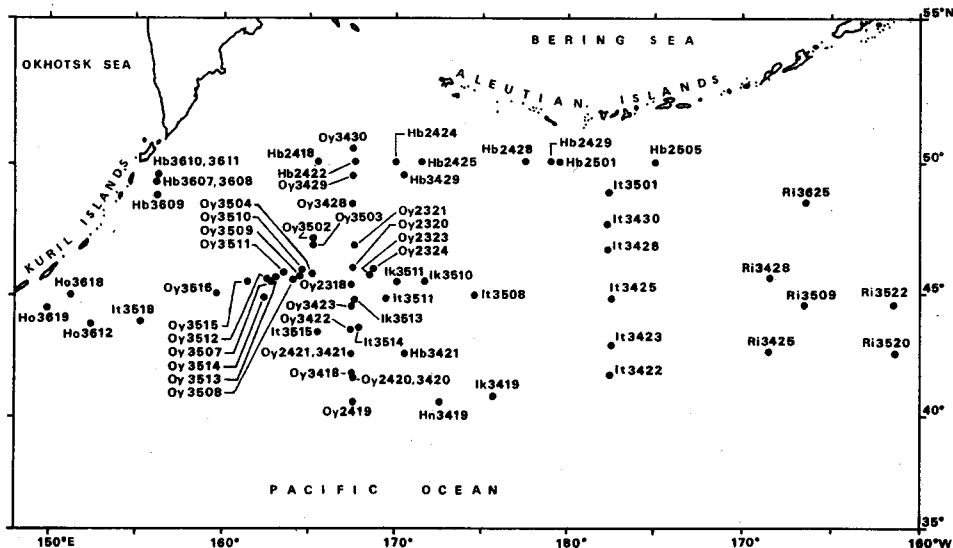 55°N
BERING SEA
OKHOTSK SEA
ALEUTIAN ISLANDS
Oy3430
Hb2424
Hb2418
Hb2428
Hb2429
Hb2505
Hb3610,3611
Hb2422
Hb2425
Hb2501
50°
Hb3607,3608
Oy3429
Hb3429
It3501
Hb3609
Oy3504
Oy3428
Oy3503
Oy2321
Ri3625
KURIL ISLANDS
Oy3510
Oy3502
Oy2320
It3430
Oy3509
Oy2323
Oy3511
Oy2324
It3428
Ho3618
Oy3516
Oy2318
Ik3511
Ik3510
Ri3428
It3511
It3508
It3425
45°
Ho3619
It3518
Oy3423
Ri3509
Ri3522
Ho3612
Oy3515
Oy3422
Ik3513
Oy3512
It3515
It3514
It3423
Oy3507
Oy2421,3421
Hb3421
Ri3425
Ri3520
Oy3514
Oy3418
It3422
Oy3513
Oy2420,3420
Ik3419
Oy3508
Oy2419
Hn3419
40°
PACIFIC OCEAN
35°
150°E
160°
170°
180°
170°
160°W